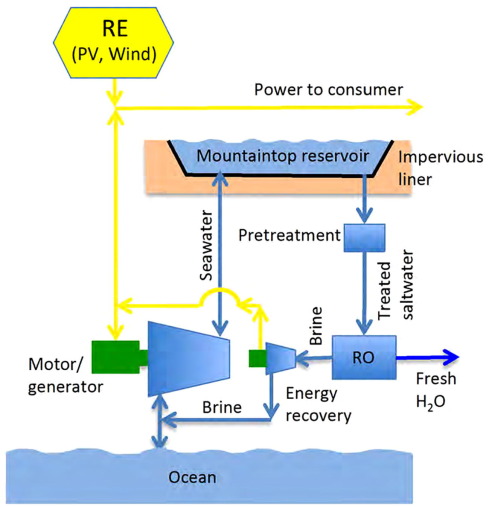 RE
(PV, Wind)
Power to consumer
Mountaintop reservoir
Impervious
liner
Seawater
Pretreatment
Treated
saltwater
Brine
RO
Motor/
generator
Fresh
H₂O
Energy
recovery
Brine
Ocean